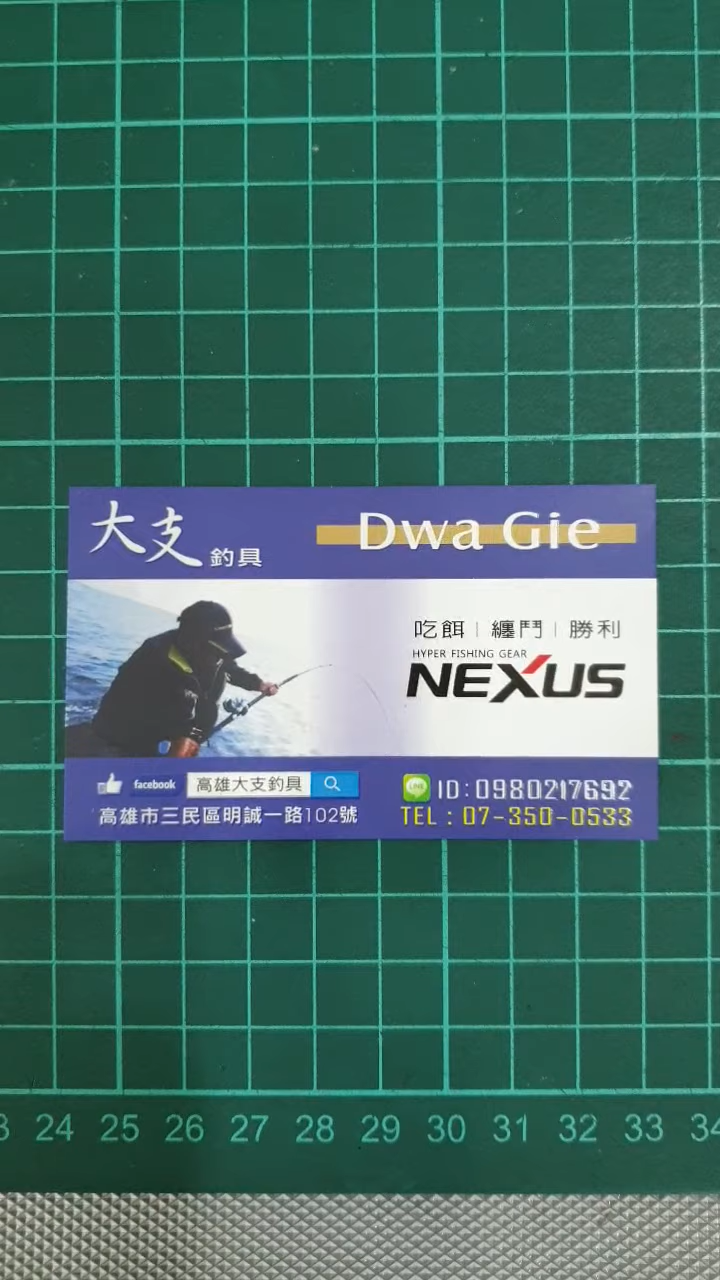 大支釣具
Dwa Gie
吃餌 | 纏鬥 | 勝利
HYPER FISHING GEAR
NEXUS
facebook 高雄大支釣具
高雄市三民區明誠一路102號
LINE ID:0980217692
TEL : 07-350-0533
24 25 26 27 28 29 30 31 32 33 34